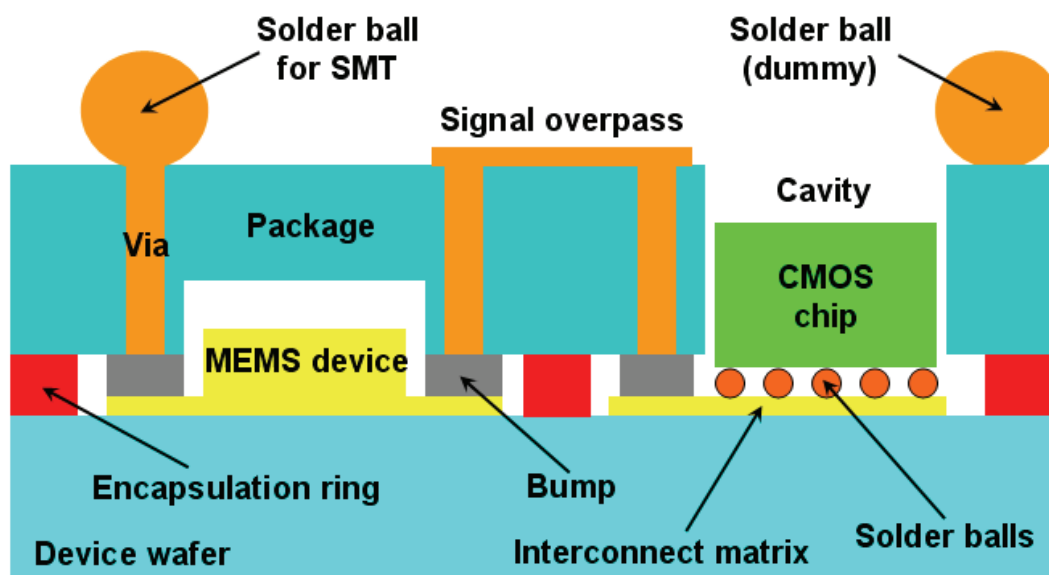 Solder ball
for SMT
Solder ball
(dummy)
Signal overpass
Cavity
Via
Package
CMOS
chip
MEMS device
Encapsulation ring
Bump
Solder balls
Interconnect matrix
Device wafer